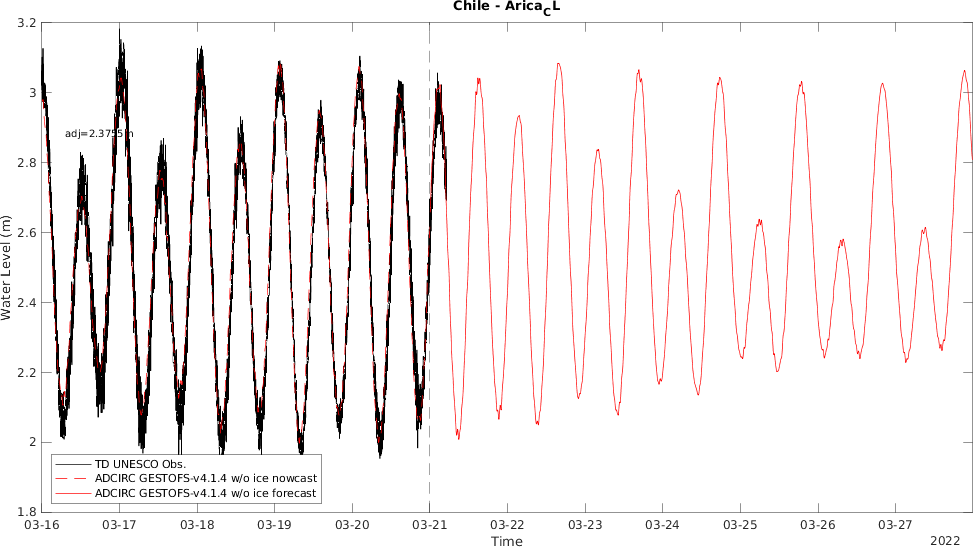 Chile - Arica_CL
3.2
3
2.8
2.6
2.4
2.2
2
1.8
Water Level (m)
adj=2.3755 m
TD UNESCO Obs.
ADCIRC GESTOFS-v4.1.4 w/o ice nowcast
ADCIRC GESTOFS-v4.1.4 w/o ice forecast
03-16 03-17 03-18 03-19 03-20 03-21 03-22 03-23 03-24 03-25 03-26 03-27
Time
2022